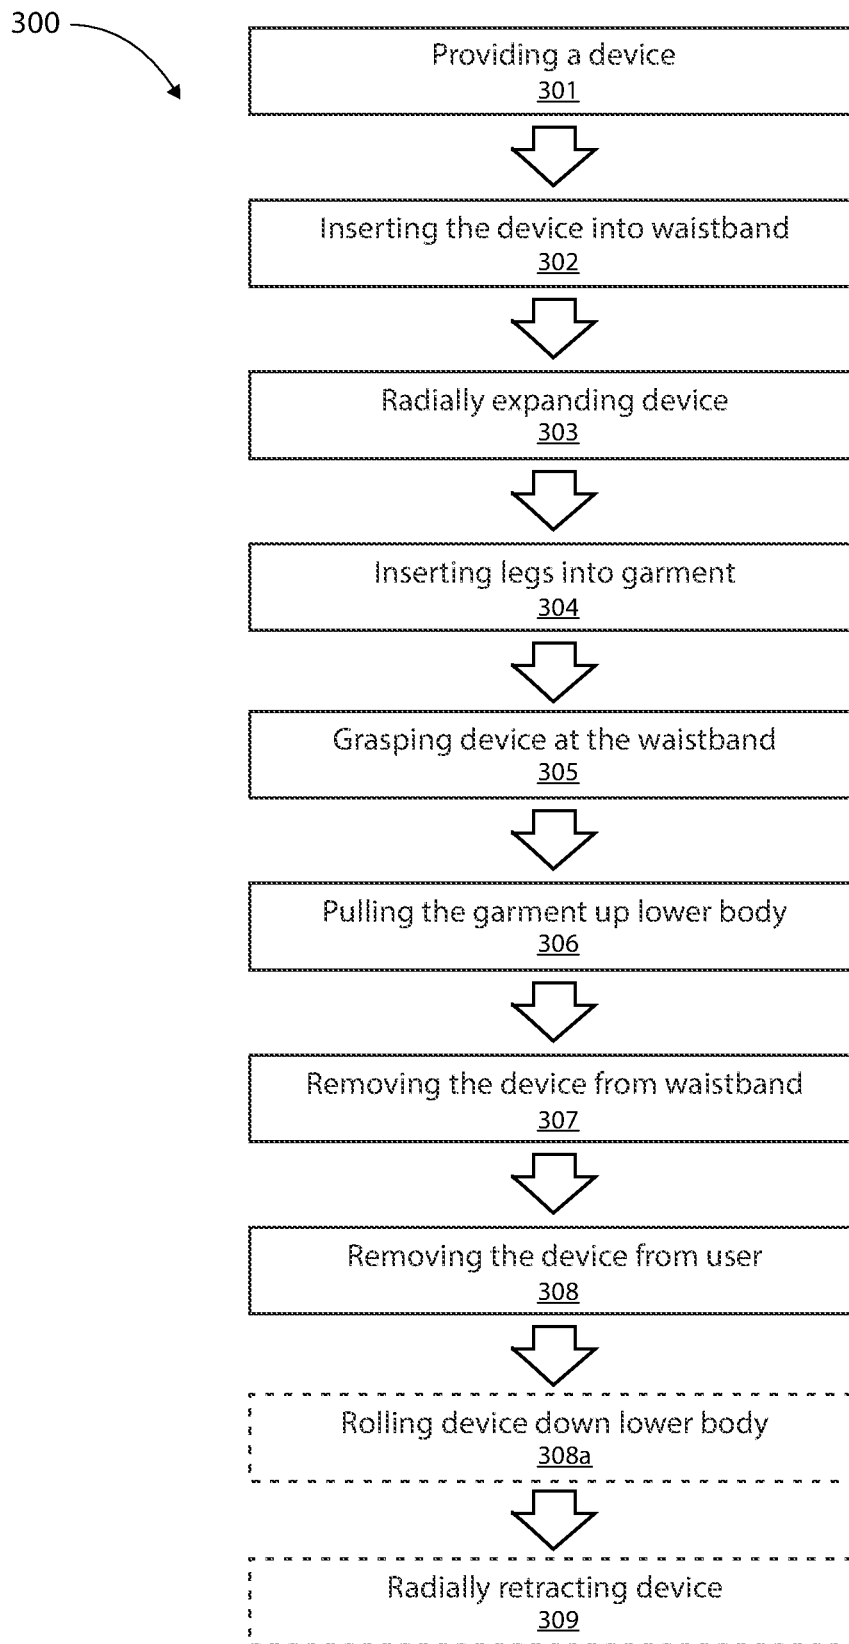 300
Providing a device
301
Inserting the device into waistband
302
Radially expanding device
303
Inserting legs into garment
304
Grasping device at the waistband
305
Pulling the garment up lower body
306
Removing the device from waistband
307
Removing the device from user
308
Rolling device down lower body
308a
Radially retracting device
309